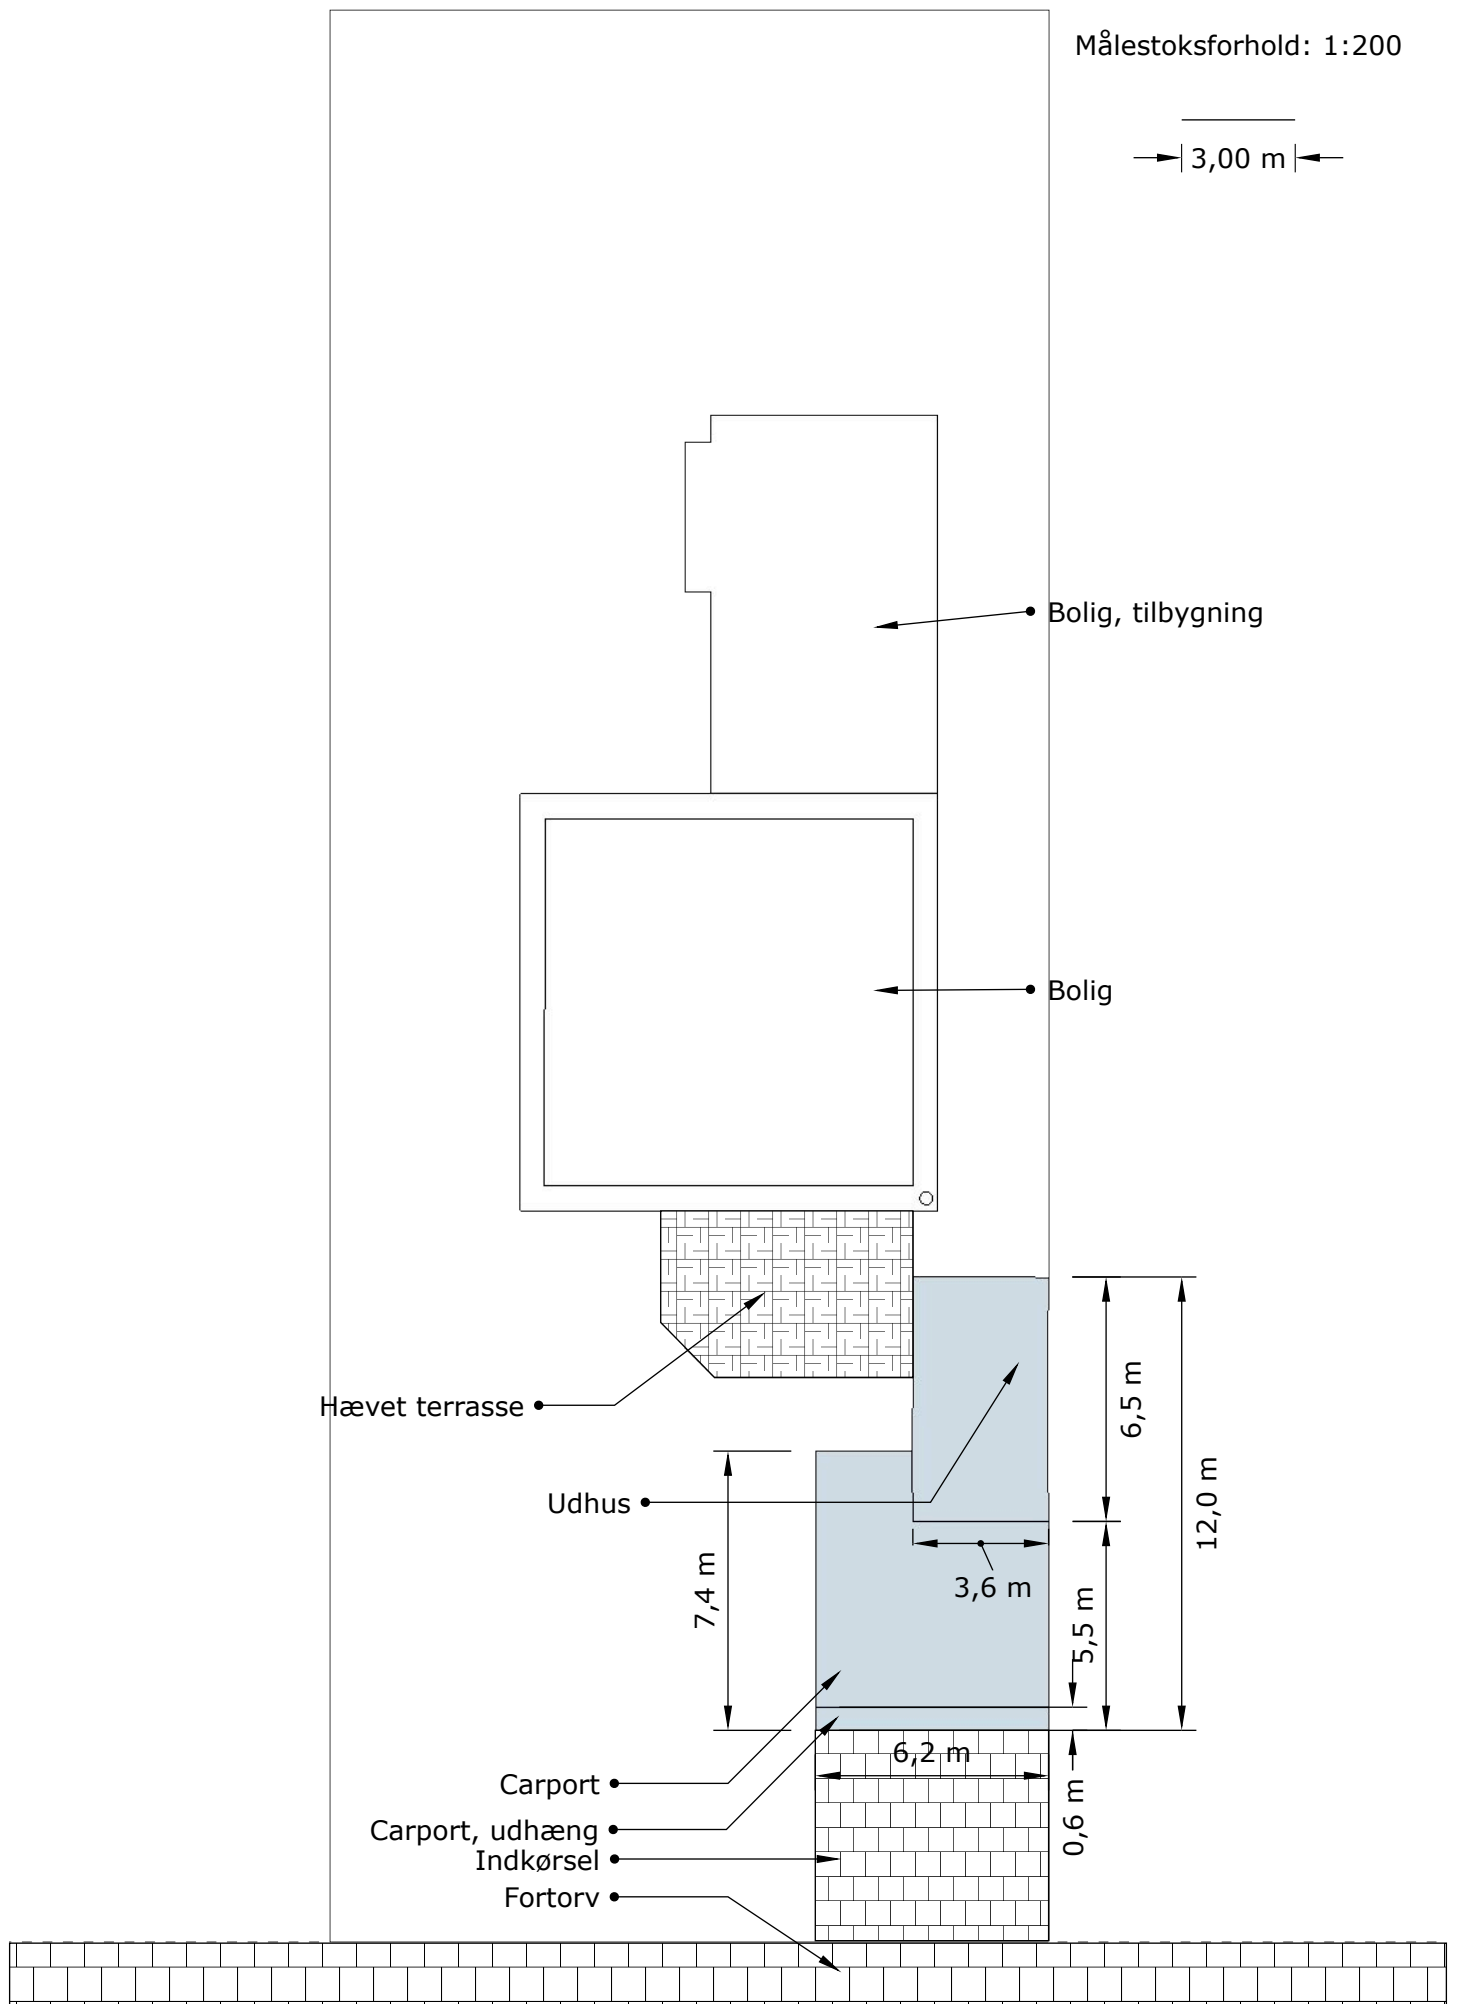 Målestoksforhold: 1:200
3,00 m
Bolig, tilbygning
Bolig
Hævet terrasse
6,5 m
12,0 m
Udhus
7,4 m
3,6 m
5,5 m
6,2 m
Carport
0,6 m
Carport, udhæng
Indkørsel
Fortorv